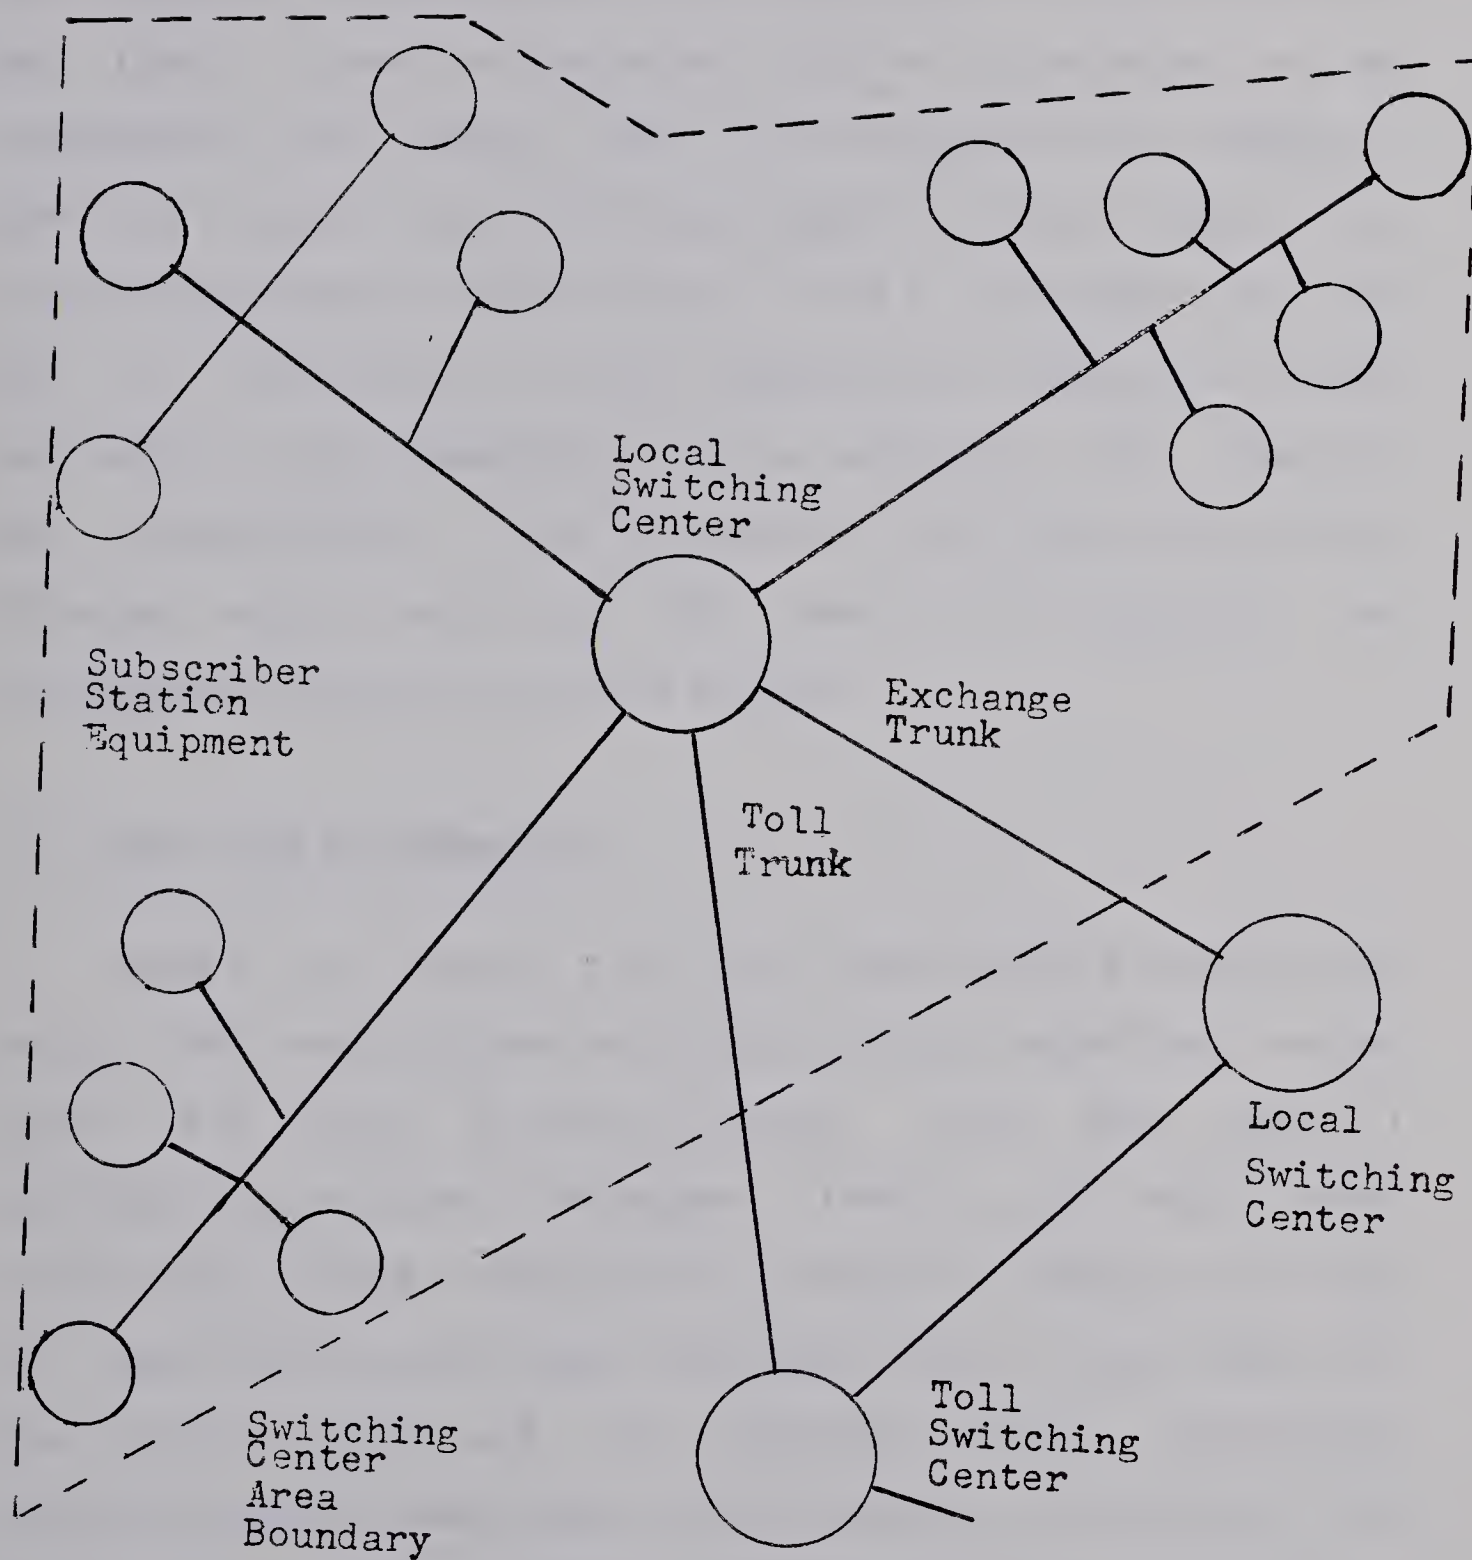 Local
Switching
Center
Subscriber
Station
Equipment
Exchange
Trunk
Toll
Trunk
Local
Switching
Center
Toll
Switching
Center
Switching
Center
Area
Boundary